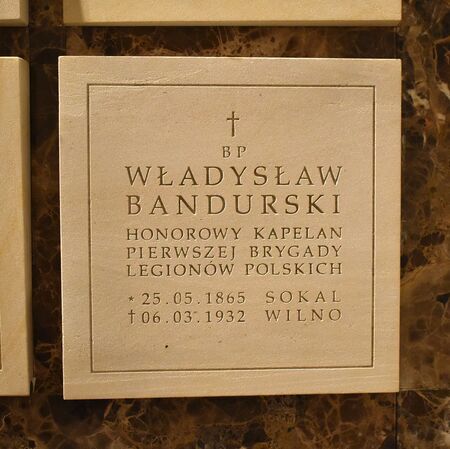 BP
WŁADYSŁAW
BANDURSKI
HONOROWY KAPELAN
PIERWSZEJ BRYGADY
LEGIONÓW POLSKICH
* 25.05.1865 SOKAL
† 06.03.1932 WILNO